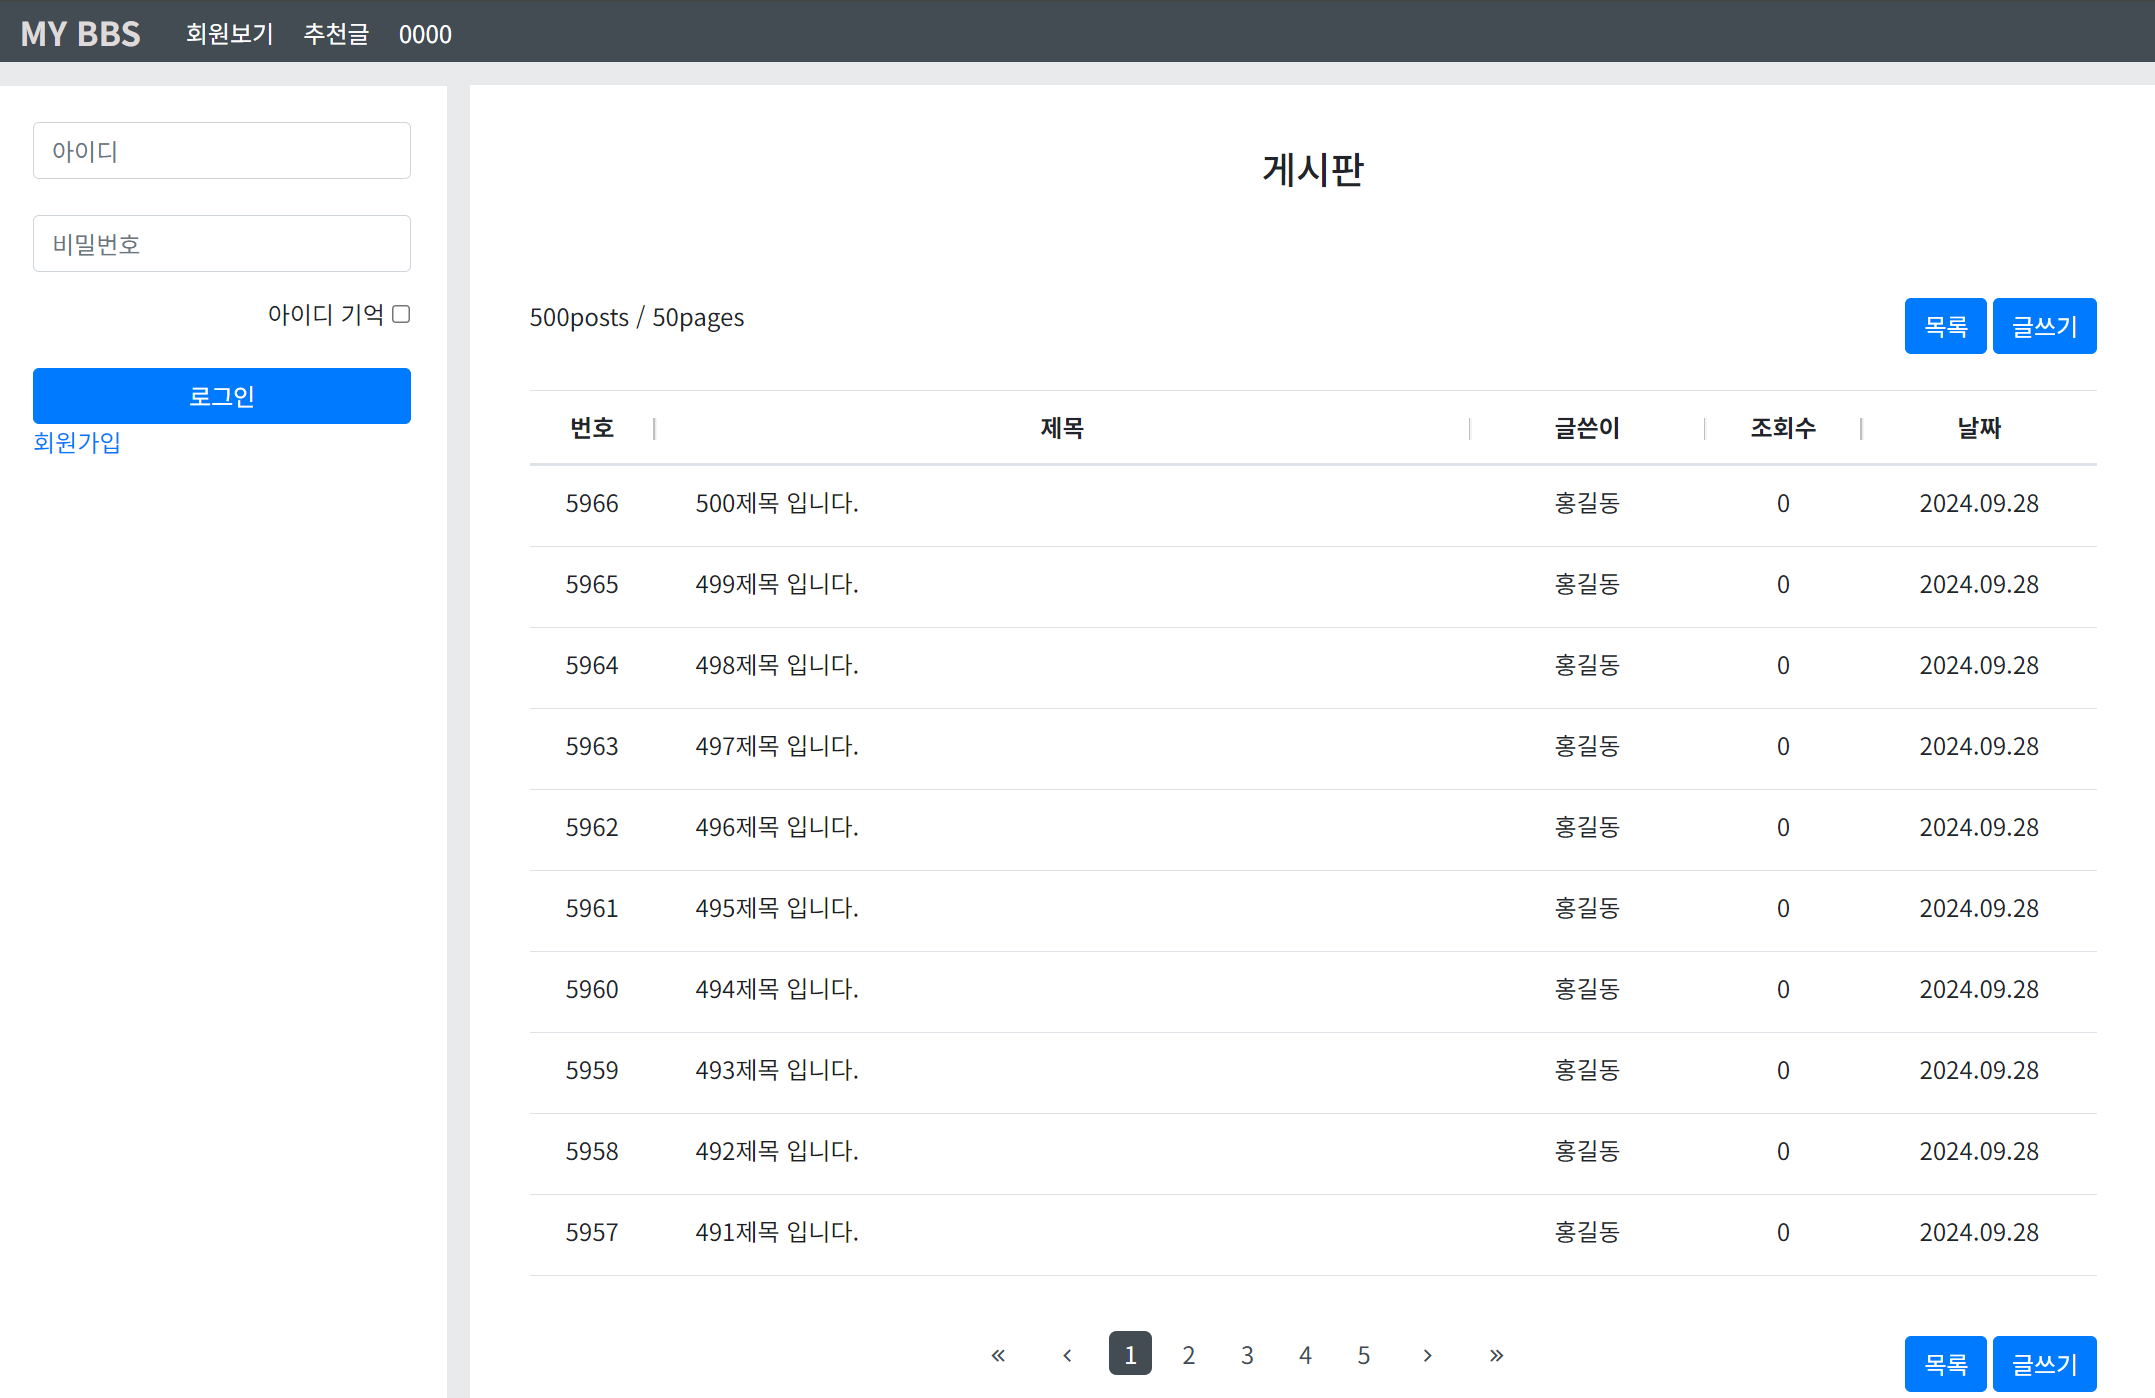 MY BBS 회원보기 추천글 0000
아이디
비밀번호
아이디 기억
로그인
회원가입
게시판
500posts / 50pages 목록 글쓰기
번호 제목 글쓴이 조회수 날짜
5966 500제목 입니다. 홍길동 0 2024.09.28
5965 499제목 입니다. 홍길동 0 2024.09.28
5964 498제목 입니다. 홍길동 0 2024.09.28
5963 497제목 입니다. 홍길동 0 2024.09.28
5962 496제목 입니다. 홍길동 0 2024.09.28
5961 495제목 입니다. 홍길동 0 2024.09.28
5960 494제목 입니다. 홍길동 0 2024.09.28
5959 493제목 입니다. 홍길동 0 2024.09.28
5958 492제목 입니다. 홍길동 0 2024.09.28
5957 491제목 입니다. 홍길동 0 2024.09.28
« ‹ 1 2 3 4 5 › » 목록 글쓰기